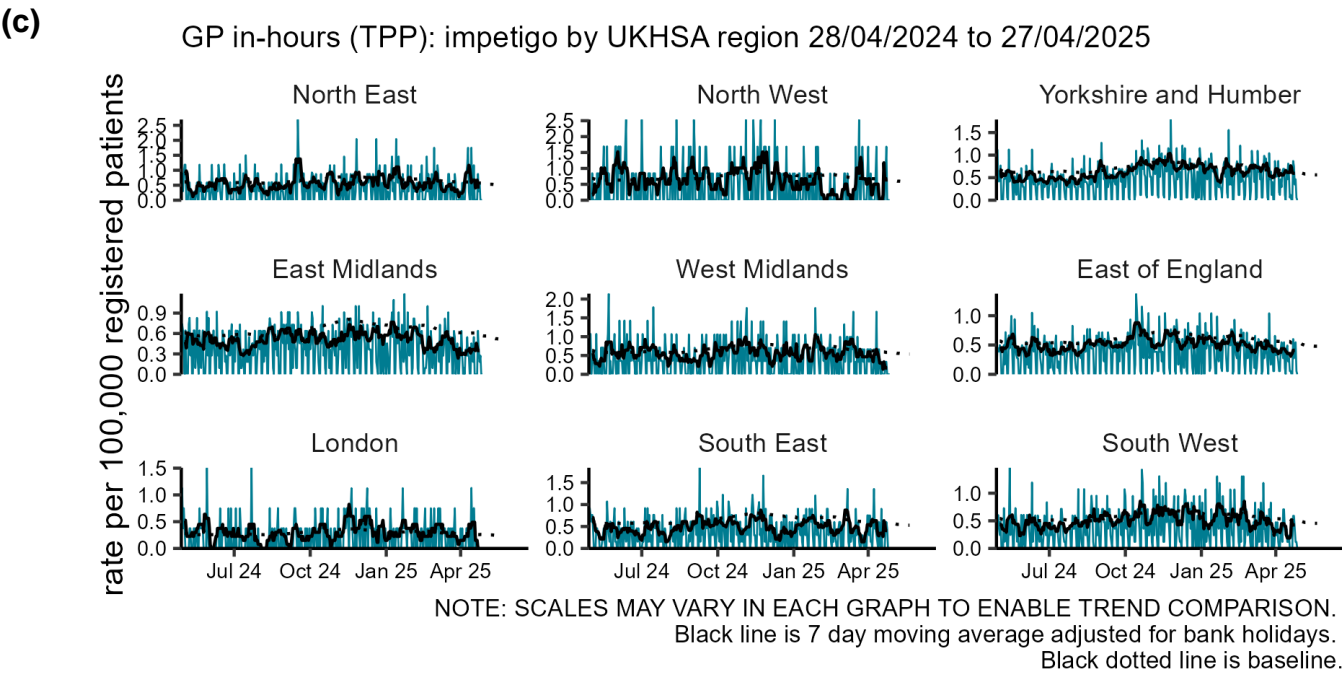 (c)
GP in-hours (TPP): impetigo by UKHSA region 28/04/2024 to 27/04/2025
rate per 100,000 registered patients
North East
2.5
2.0
1.5
1.0
0.5
0.0
North West
2.5
2.0
1.5
1.0
0.5
0.0
Yorkshire and Humber
1.5
1.0
0.5
0.0
East Midlands
0.9
0.6
0.3
0.0
West Midlands
2.0
1.5
1.0
0.5
0.0
East of England
1.0
0.5
0.0
London
1.5
1.0
0.5
0.0
Jul 24 Oct 24 Jan 25 Apr 25
South East
1.5
1.0
0.5
0.0
Jul 24 Oct 24 Jan 25 Apr 25
South West
1.0
0.5
0.0
Jul 24 Oct 24 Jan 25 Apr 25
NOTE: SCALES MAY VARY IN EACH GRAPH TO ENABLE TREND COMPARISON.
Black line is 7 day moving average adjusted for bank holidays.
Black dotted line is baseline.